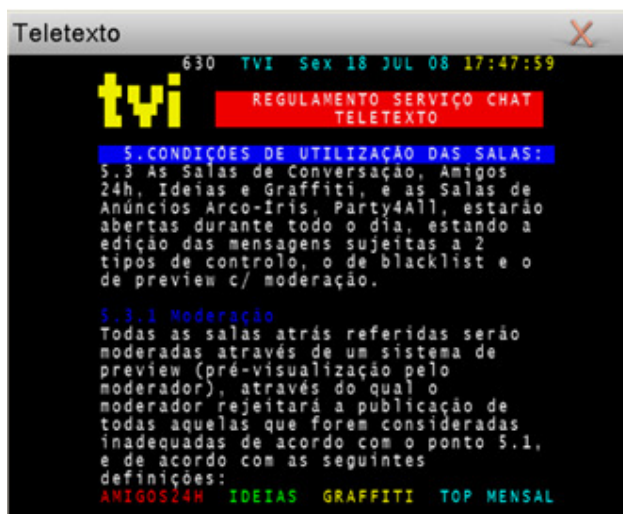 Teletexto
630 TVI Sex 18 JUL 08 17:47:59
tvi
REGULAMENTO SERVIÇO CHAT
TELETEXTO
5.CONDIÇÕES DE UTILIZAÇÃO DAS SALAS:
5.3 As Salas de Conversação, Amigos
24h, Ideias e Graffiti, e as Salas de
Anúncios Arco-Íris, Party4All, estarão
abertas durante todo o dia, estando a
edição das mensagens sujeitas a 2
tipos de controlo, o de blacklist e o
de preview c/ moderação.
5.3.1 Moderação
Todas as salas atrás referidas serão
moderadas através de um sistema de
preview (pré-visualização pelo
moderador), através do qual o
moderador rejeitará a publicação de
todas aquelas que forem consideradas
inadequadas de acordo com o ponto 5.1,
e de acordo com as seguintes
definições:
AMIGOS24H IDEIAS GRAFFITI TOP MENSAL